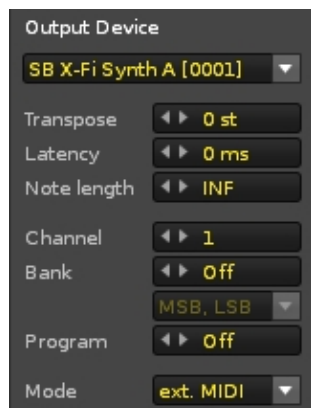 Output Device
SB X-Fi Synth A [0001]
Transpose 0 st
Latency 0 ms
Note length INF
Channel 1
Bank Off
MSB, LSB
Program Off
Mode ext. MIDI